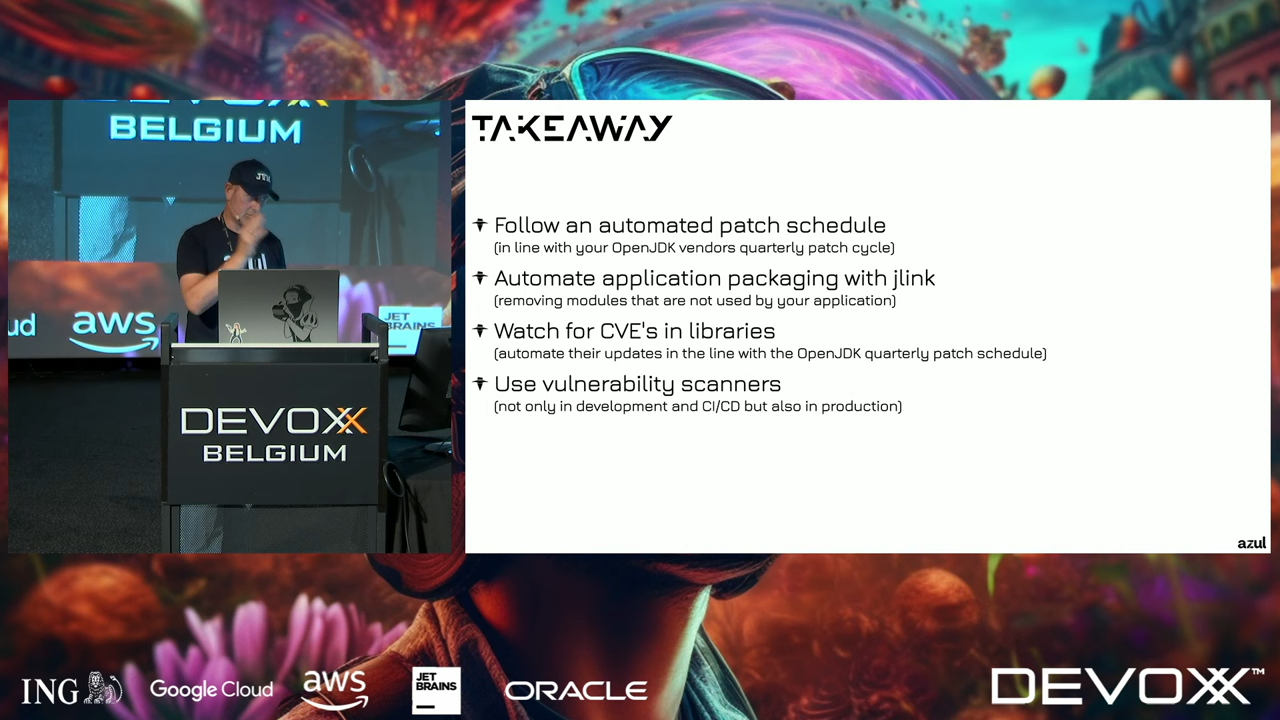 DEVOXX
BELGIUM
JVM
ud
aws
JET
BRAINS
DEVOXX
BELGIUM
TAKEAWAY
Follow an automated patch schedule
(in line with your OpenJDK vendors quarterly patch cycle)
Automate application packaging with jlink
(removing modules that are not used by your application)
Watch for CVE's in libraries
(automate their updates in the line with the OpenJDK quarterly patch schedule)
Use vulnerability scanners
(not only in development and CI/CD but also in production)
azul
ING
Google Cloud
aws
JET
BRAINS
ORACLE
DEVOXX™